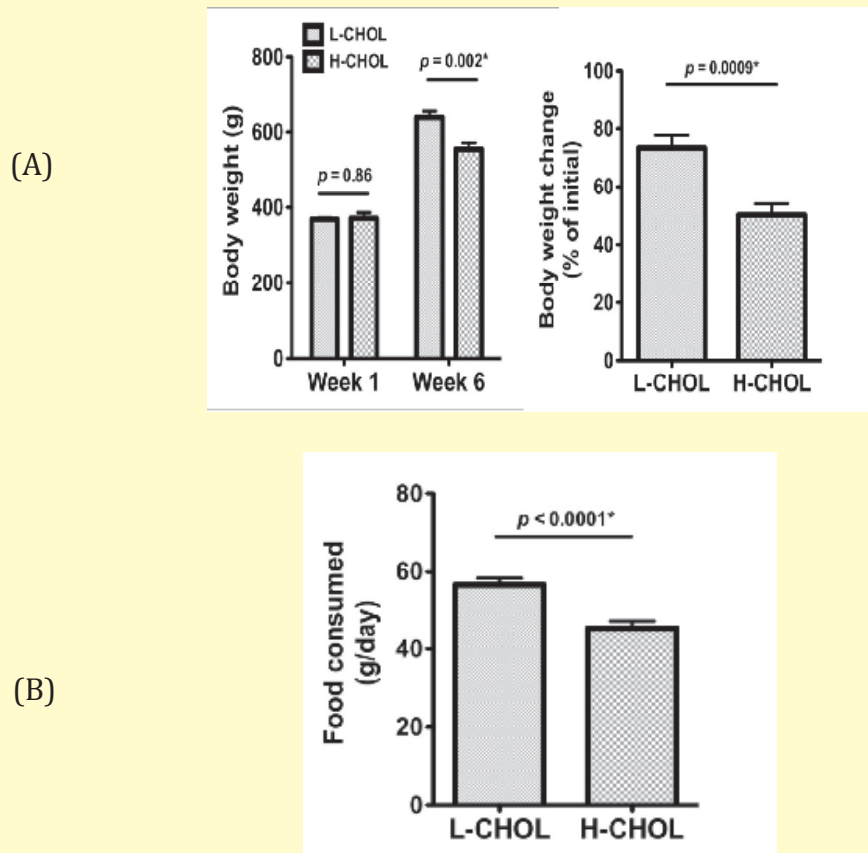 (A)
L-CHOL
H-CHOL
p = 0.002*
p = 0.86
Body weight (g)
800
600
400
200
0
Week 1 Week 6
p = 0.0009*
Body weight change
(% of initial)
100
80
60
40
20
0
L-CHOL H-CHOL
(B)
p < 0.0001*
Food consumed
(g/day)
80
60
40
20
0
L-CHOL H-CHOL